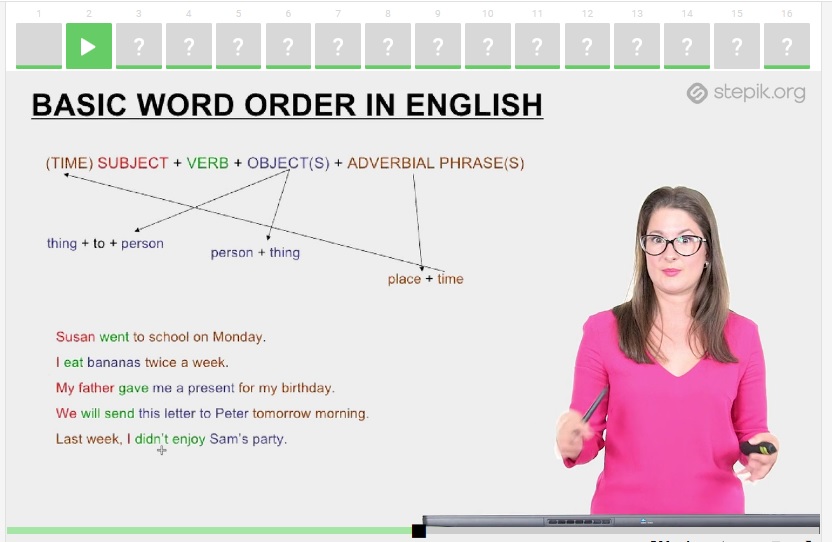 1 2 3 4 5 6 7 8 9 10 11 12 13 14 15 16
? ? ? ? ? ? ? ? ? ? ? ? ?
stepik.org
BASIC WORD ORDER IN ENGLISH
(TIME) SUBJECT + VERB + OBJECT(S) + ADVERBIAL PHRASE(S)
thing + to + person
person + thing
place + time
Susan went to school on Monday.
I eat bananas twice a week.
My father gave me a present for my birthday.
We will send this letter to Peter tomorrow morning.
Last week, I didn't enjoy Sam's party.